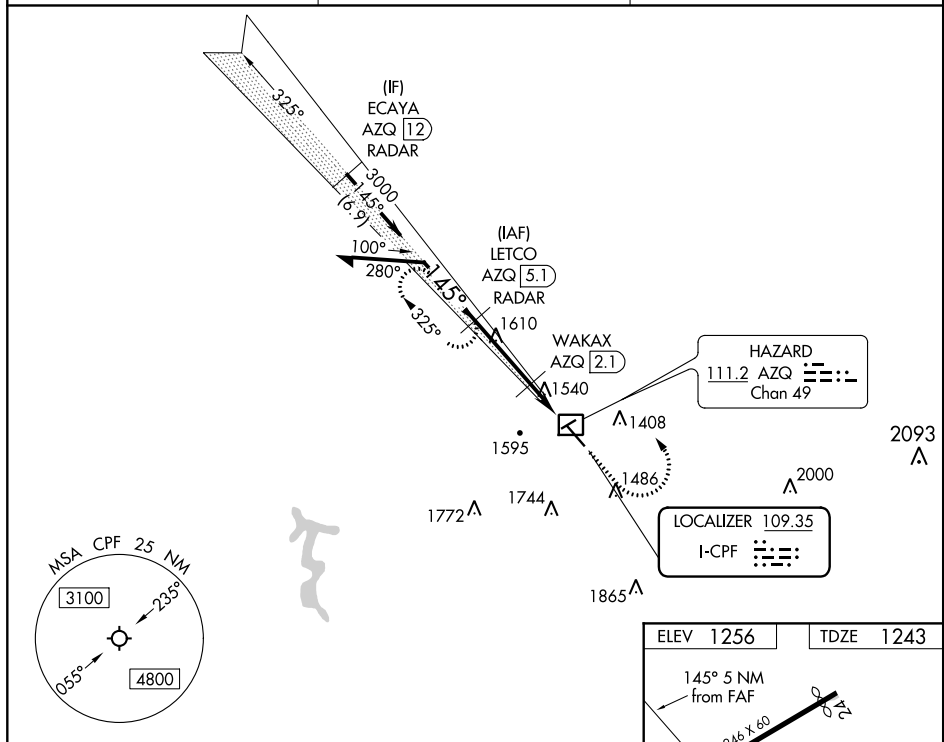 325°
(IF)
ECAYA
AZQ 12
RADAR
3000
145°
(6.9)
100°
280°
145°
325°
(IAF)
LETCO
AZQ 5.1
RADAR
1610
WAKAX
AZQ 2.1
1540
HAZARD
111.2 AZQ
Chan 49
1408
1595
2093
1486
2000
1772
1744
LOCALIZER 109.35
I-CPF
1865
MSA CPF 25 NM
3100
235°
055°
4800
ELEV 1256
TDZE 1243
145° 5 NM
from FAF
24